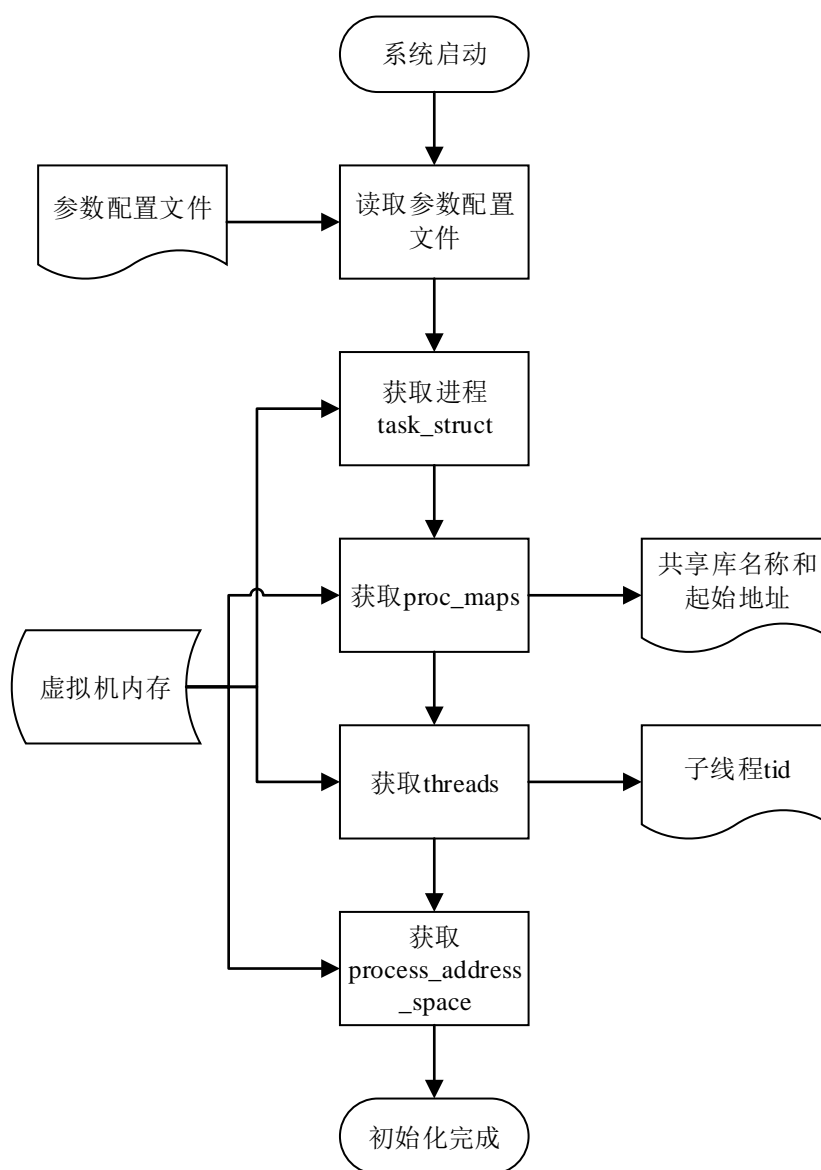 系统启动
参数配置文件
读取参数配置
文件
获取进程
task_struct
获取proc_maps
共享库名称和
起始地址
虚拟机内存
获取threads
子线程tid
获取
process_address
_space
初始化完成